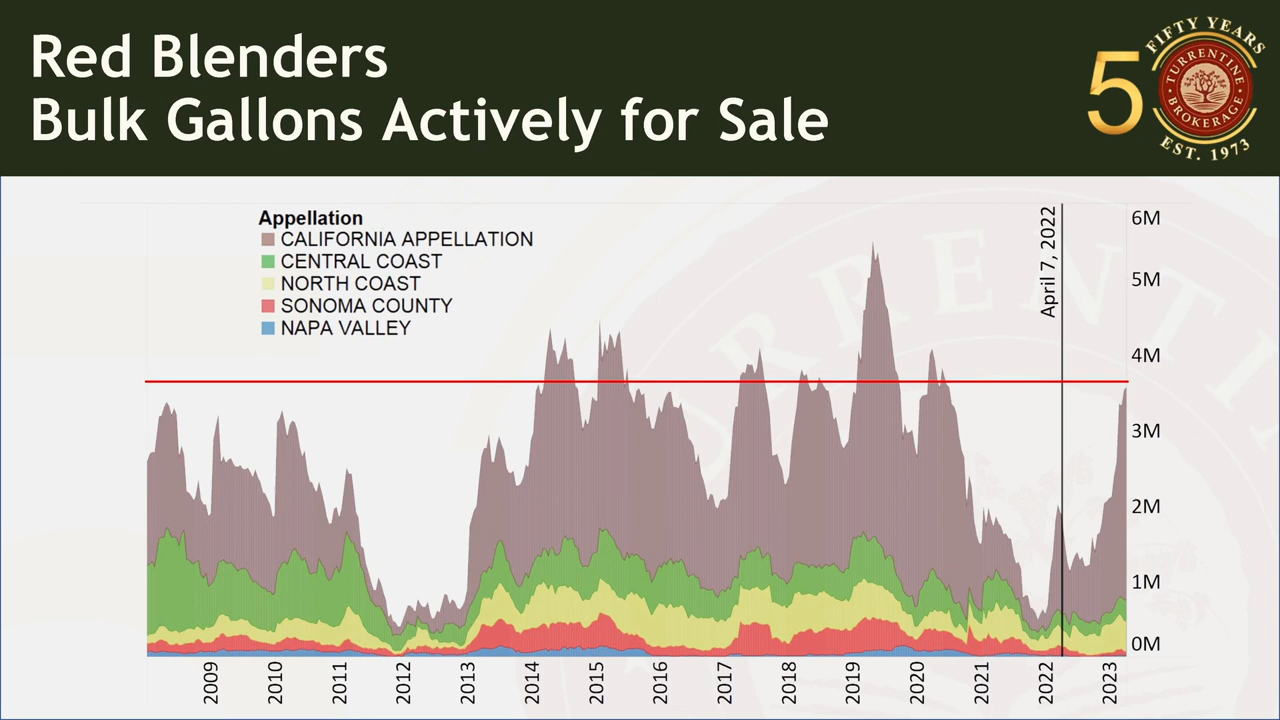 Red Blenders
Bulk Gallons Actively for Sale
50
FIFTY YEARS
TURRENTINE
BROKERAGE
EST. 1973
Appellation
CALIFORNIA APPELLATION
CENTRAL COAST
NORTH COAST
SONOMA COUNTY
NAPA VALLEY
April 7, 2022
6M
5M
4M
3M
2M
1M
0M
2009 2010 2011 2012 2013 2014 2015 2016 2017 2018 2019 2020 2021 2022 2023
TURRENTI